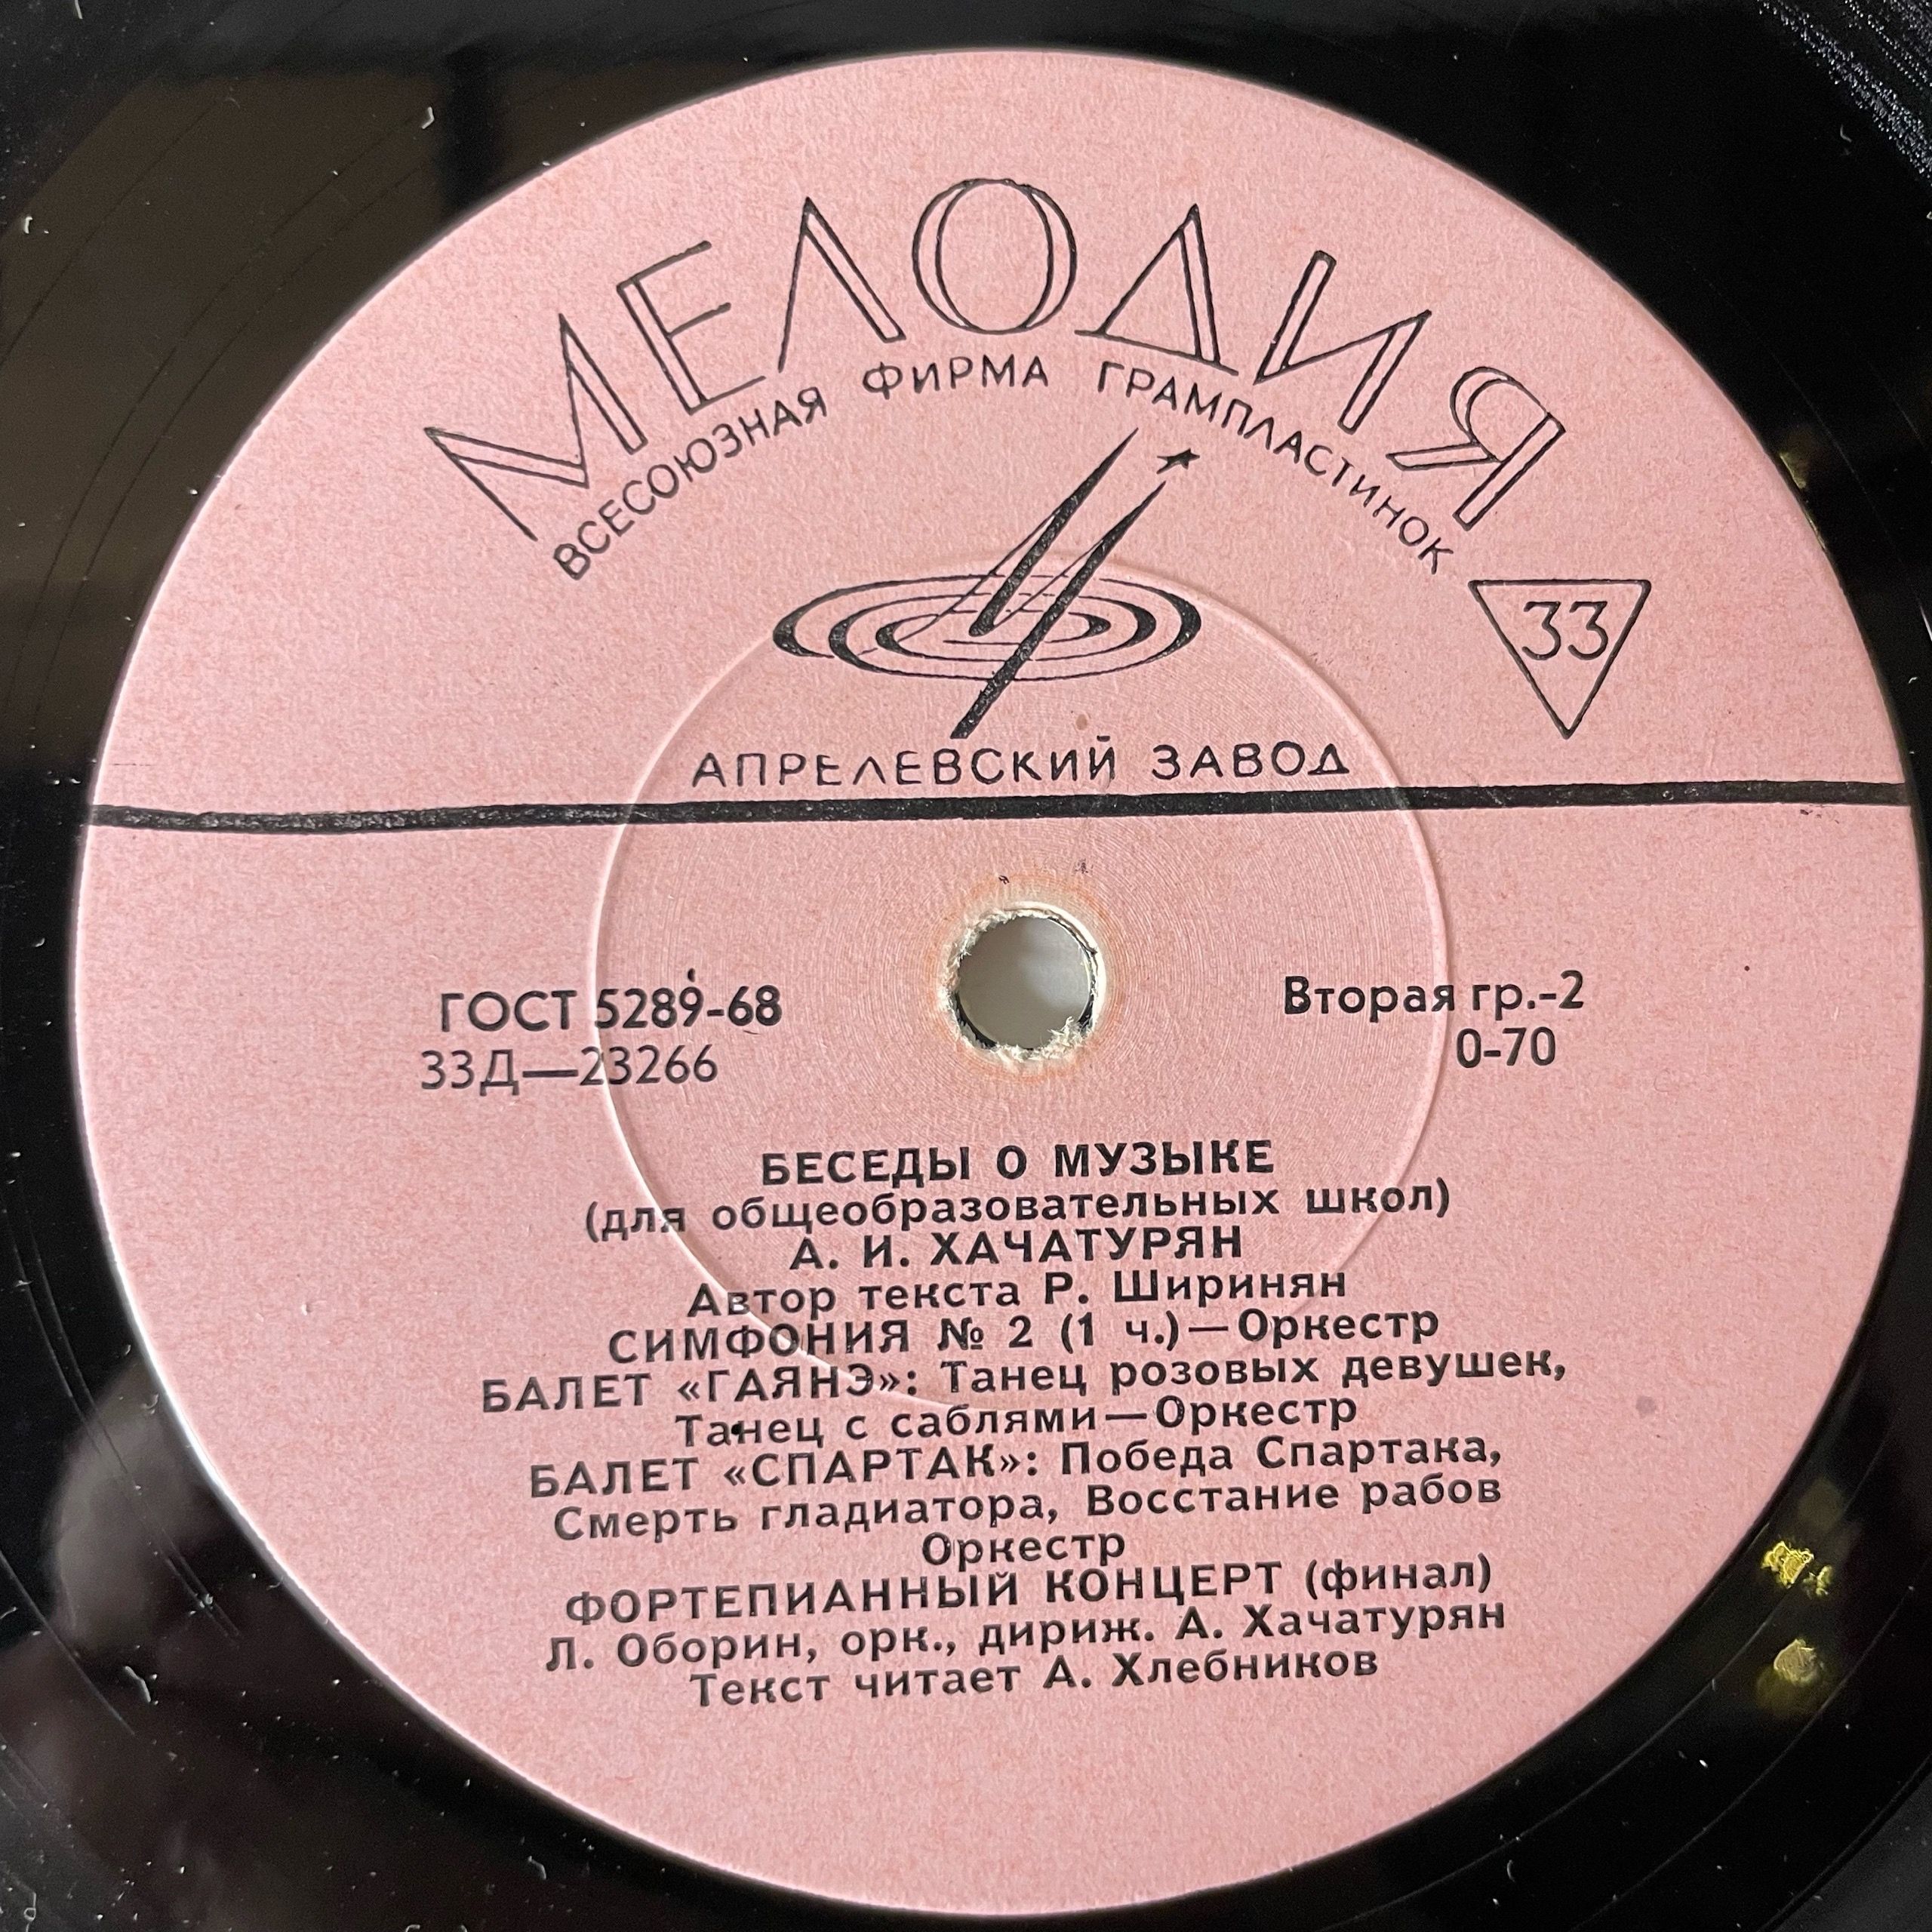 МЕЛОДИЯ
ВСЕСОЮЗНАЯ ФИРМА ГРАМПЛАСТИНОК
33
АПРЕЛЕВСКИЙ ЗАВОД
ГОСТ 5289-68
33Д—23266
Вторая гр.-2
0-70
БЕСЕДЫ О МУЗЫКЕ
(для общеобразовательных школ)
А. И. ХАЧАТУРЯН
Автор текста Р. Ширинян
СИМФОНИЯ № 2 (1 ч.)—Оркестр
БАЛЕТ «ГАЯНЭ»: Танец розовых девушек,
Танец с саблями—Оркестр
БАЛЕТ «СПАРТАК»: Победа Спартака,
Смерть гладиатора, Восстание рабов
Оркестр
ФОРТЕПИАННЫЙ КОНЦЕРТ (финал)
Л. Оборин, орк., дириж. А. Хачатурян
Текст читает А. Хлебников